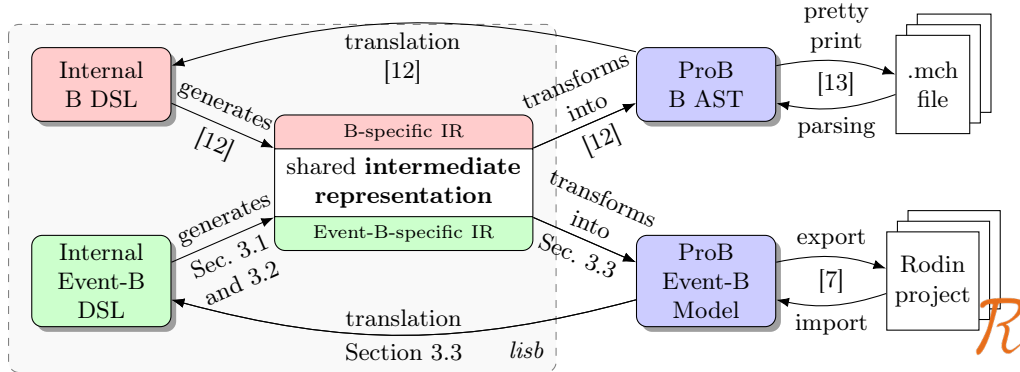 Internal
B DSL
translation
[12]
generates
[12]
B-specific IR
shared intermediate
representation
Event-B-specific IR
transforms
into
[12]
ProB
B AST
pretty
print
[13]
parsing
.mch
file
Internal
Event-B
DSL
generates
Sec. 3.1
and 3.2
transforms
into
Sec. 3.3
translation
Section 3.3
lisb
ProB
Event-B
Model
export
[7]
import
Rodin
project
R